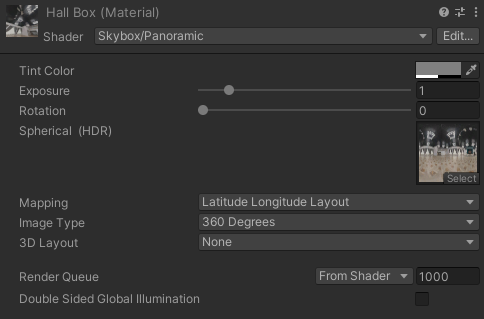 Hall Box (Material)
Shader Skybox/Panoramic Edit...
Tint Color
Exposure 1
Rotation 0
Spherical (HDR)
Select
Mapping Latitude Longitude Layout
Image Type 360 Degrees
3D Layout None
Render Queue From Shader 1000
Double Sided Global Illumination